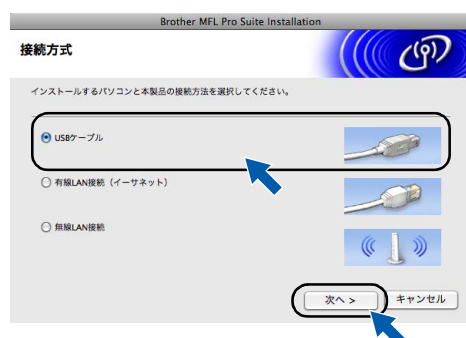 Brother MFL Pro Suite Installation
接続方式
インストールするパソコンと本製品の接続方法を選択してください。
USBケーブル
有線LAN接続（イーサネット）
無線LAN接続
次へ >
キャンセル